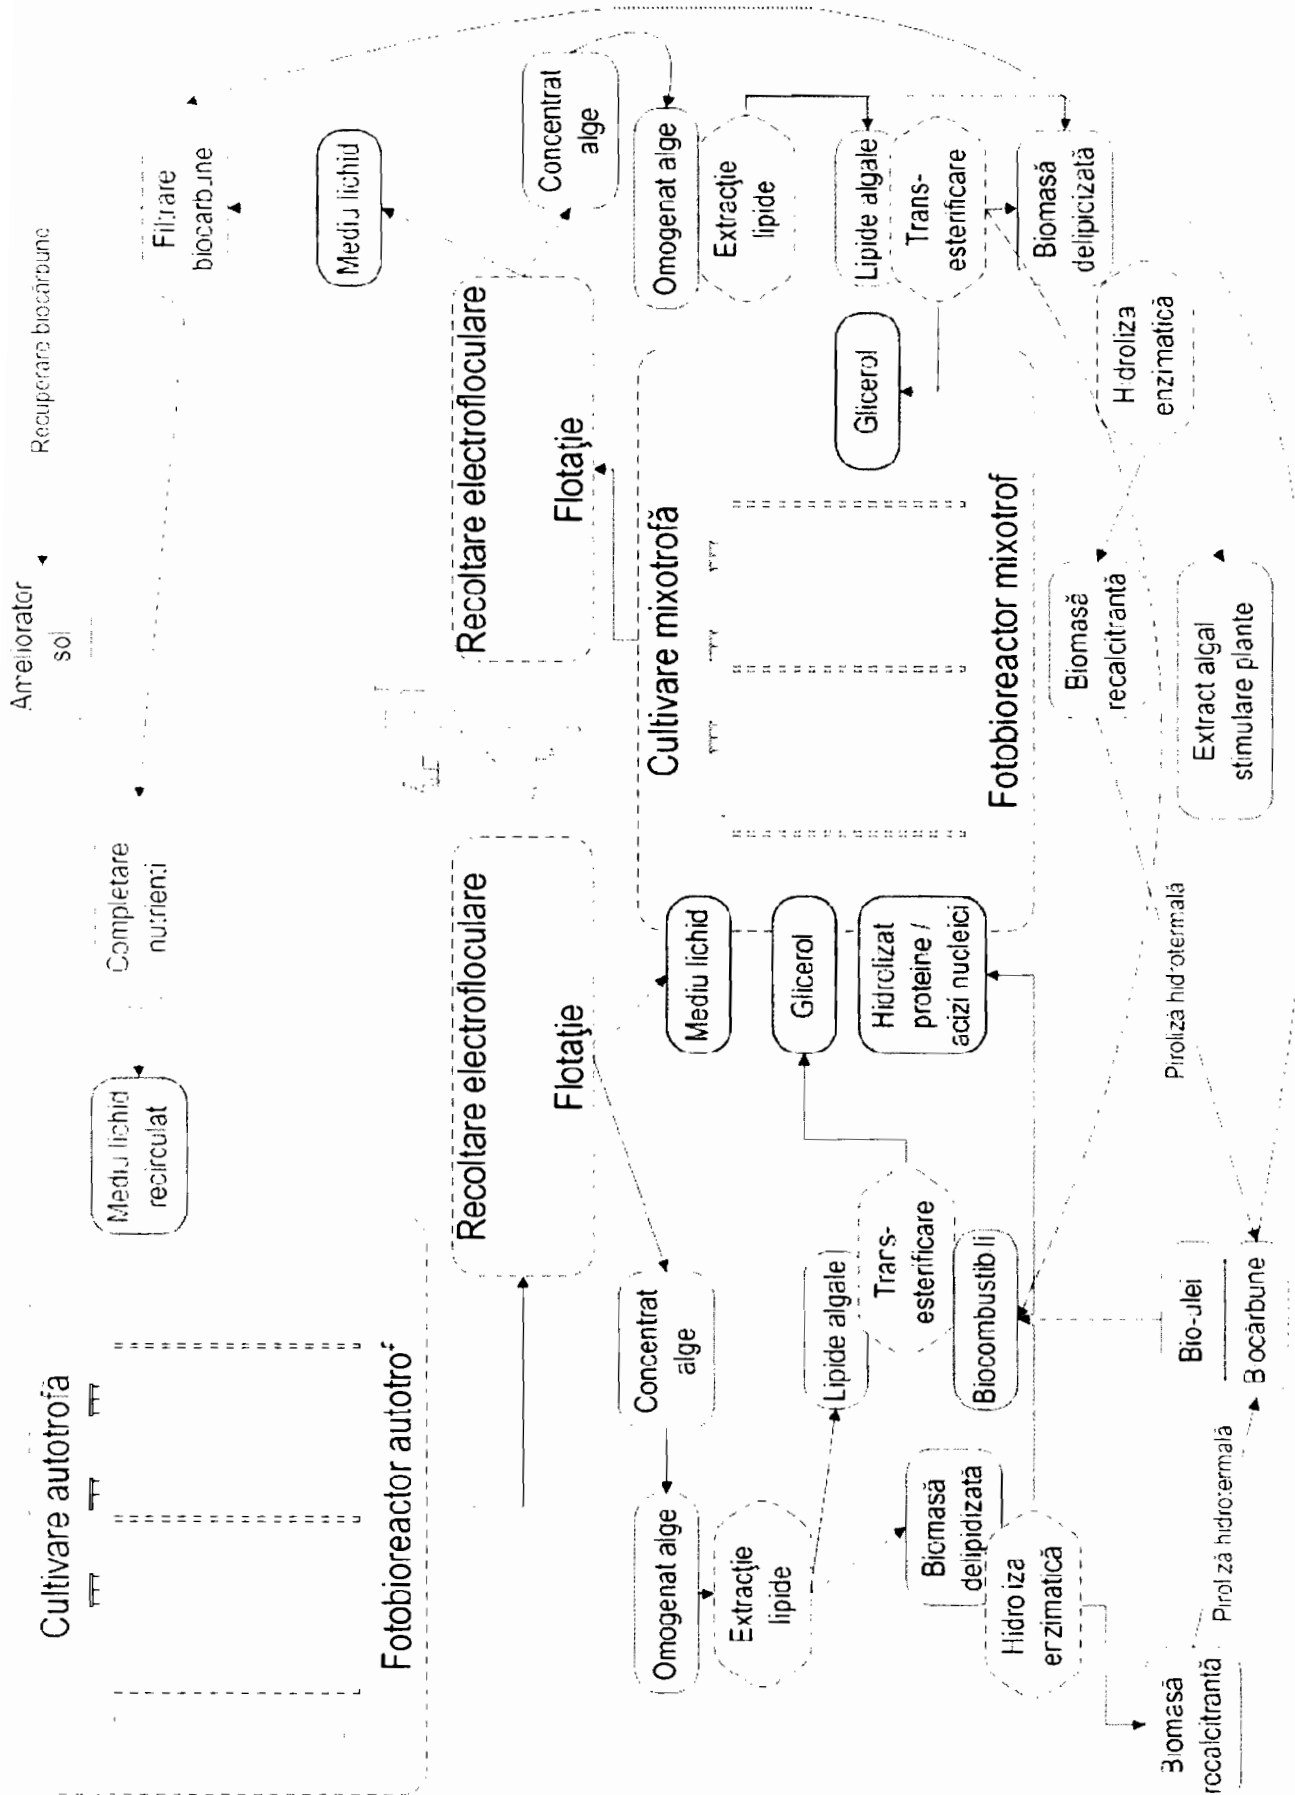 Ameliorator
sol
Recuperare biocărbune
Cultivare autotrofă
Fotobioreactor autotrof
Mediu lichid
recirculat
Completare
nutrienți
Filtrare
biocarbune
Mediu lichid
Recoltare electrofloculare
Flotație
Recoltare electrofloculare
Flotație
Concentrat
alge
Omogenat alge
Extracție
lipide
Lipide algale
Trans-
esterificare
Biomasă
delipicizată
Hidroliza
enzimatică
Glicerol
Cultivare mixotrofă
Fotobioreactor mixotrof
Mediu lichid
Glicerol
Hidrolizat
proteine /
acizi nucleici
Concentrat
alge
Omogenat alge
Extracție
lipide
Lipide algale
Trans-
esterificare
Biocombustibili
Biomasă
delipidizată
Hidroliza
enzimatică
Biomasă
recalcitrantă
Piroliză hidrotermală
Bio-ulei
Biocărbune
Piroliză hidrotermală
Biomasă
recalcitrantă
Extract algal
stimulare plante